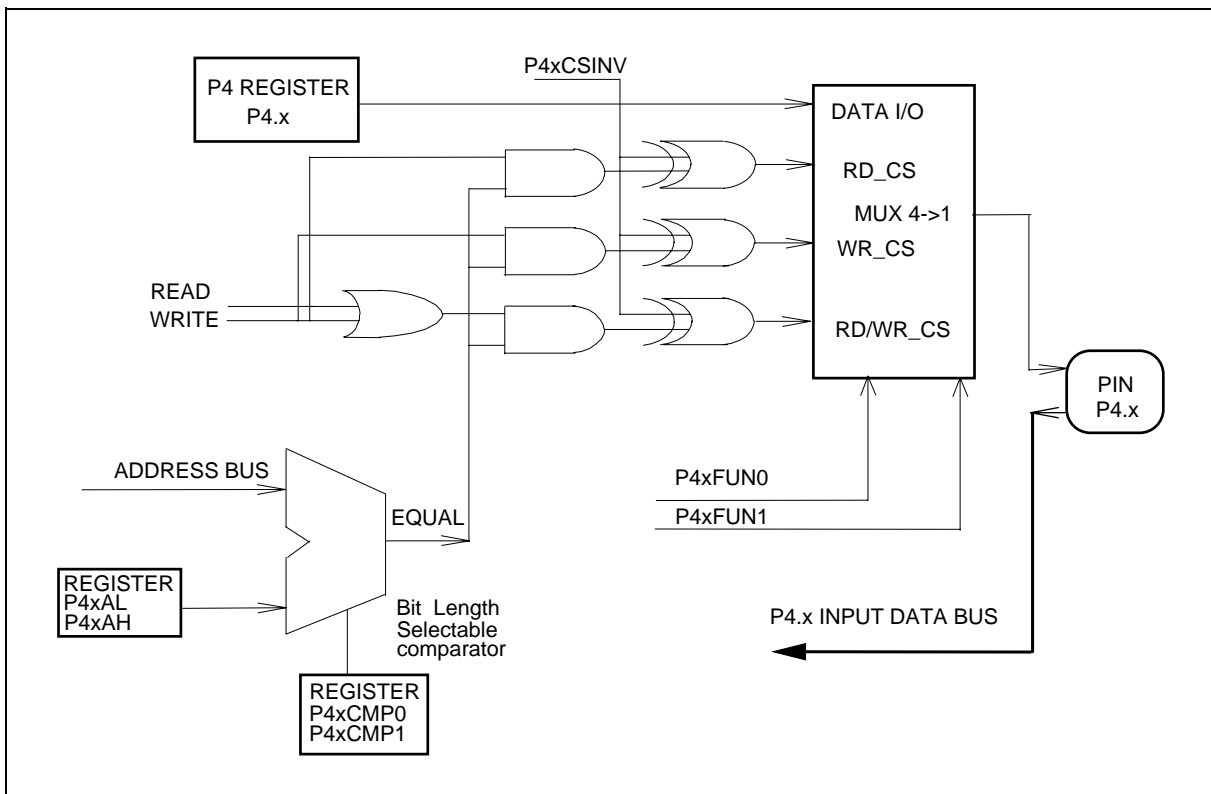 P4xCSINV
P4 REGISTER
P4.x
DATA I/O
RD_CS
MUX 4->1
WR_CS
READ
WRITE
RD/WR_CS
PIN
P4.x
ADDRESS BUS
P4xFUN0
EQUAL
P4xFUN1
REGISTER
P4xAL
P4xAH
Bit Length
Selectable
comparator
P4.x INPUT DATA BUS
REGISTER
P4xCMP0
P4xCMP1